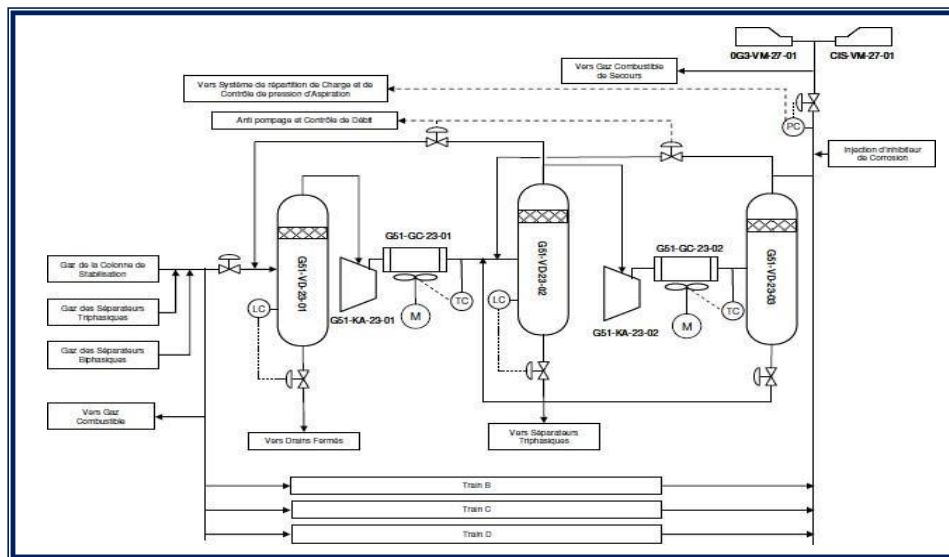 0G3-VM-27-01
CIS-VM-27-01
Vers Gaz Combustible
de Secours
Vers Système de répartition de Charge et de
Contrôle de pression d'Aspiration
PC
Anti pompage et Contrôle de Débit
Injection d'inhibiteur
de Corrosion
G51-VD-23-01
G51-GC-23-01
G51-VD-23-02
G51-GC-23-02
G51-VD-23-03
Gaz de la Colonne de
Stabilisation
Gaz des Séparateurs
Triphasiques
Gaz des Séparateurs
Biphasiques
LC
G51-KA-23-01
M
TC
LC
G51-KA-23-02
M
TC
Vers Gaz
Combustible
Vers Drains Fermés
Vers Séparateurs
Triphasiques
Train B
Train C
Train D